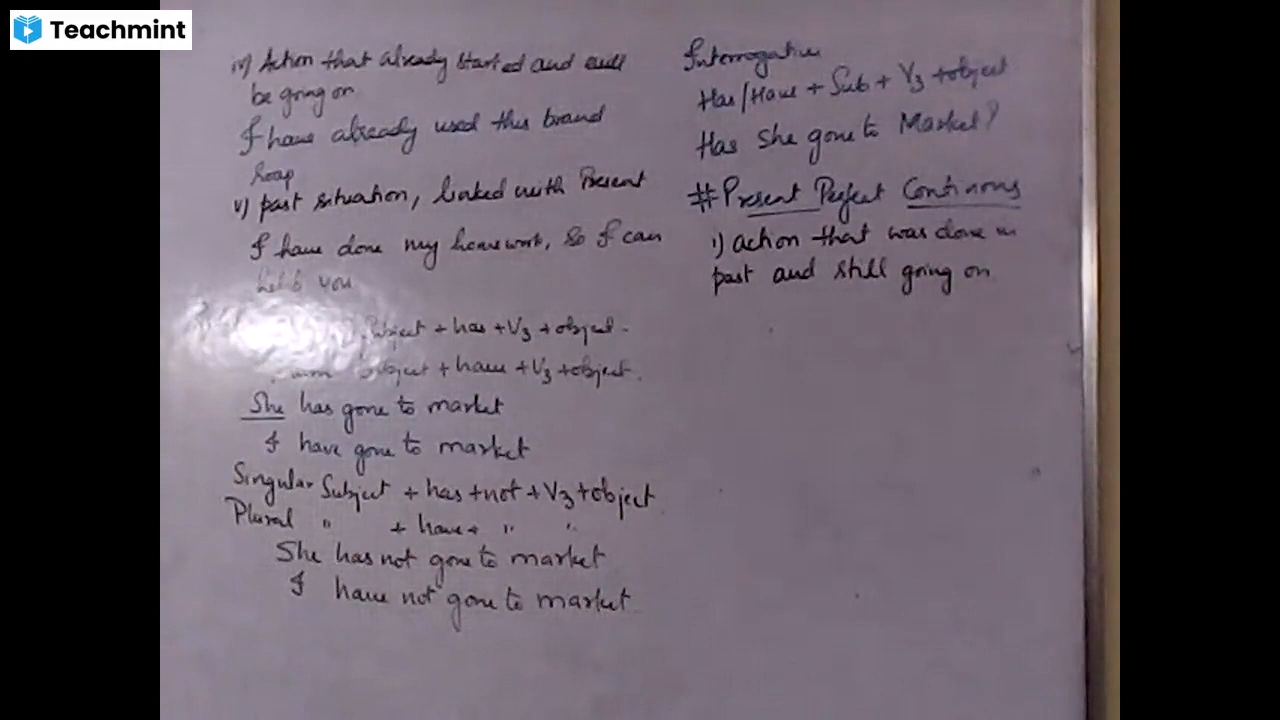 Teachmint
iv) Action that already started and will
be going on
I have already used this brand
Soap
v) past situation, linked with Present
I have done my homework, So I can
help you
Subject + has + V3 + object.
Subject + have + V3 + object.
She has gone to market
I have gone to market
Singular Subject + has + not + V3 + object
Plural " + have + " "
She has not gone to market
I have not gone to market
Interrogative
Has/Have + Sub + V3 + object
Has She gone to Market?
# Present Perfect Continous
i) action that was done in
past and still going on